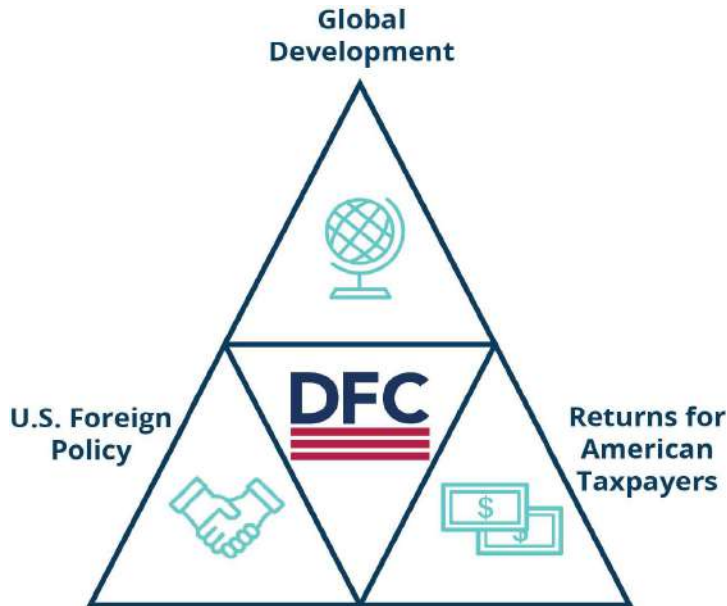 Global
Development
DFC
U.S. Foreign
Policy
Returns for
American
Taxpayers
$
$